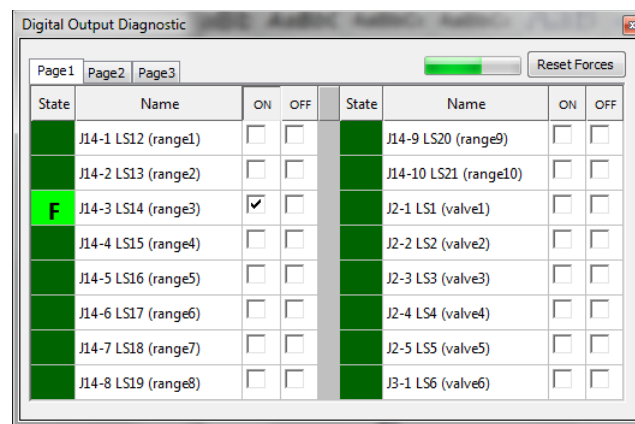 Digital Output Diagnostic
Page1 Page2 Page3 Reset Forces
State Name ON OFF State Name ON OFF
J14-1 LS12 (range1) J14-9 LS20 (range9)
J14-2 LS13 (range2) J14-10 LS21 (range10)
F J14-3 LS14 (range3) J2-1 LS1 (valve1)
J14-4 LS15 (range4) J2-2 LS2 (valve2)
J14-5 LS16 (range5) J2-3 LS3 (valve3)
J14-6 LS17 (range6) J2-4 LS4 (valve4)
J14-7 LS18 (range7) J2-5 LS5 (valve5)
J14-8 LS19 (range8) J3-1 LS6 (valve6)